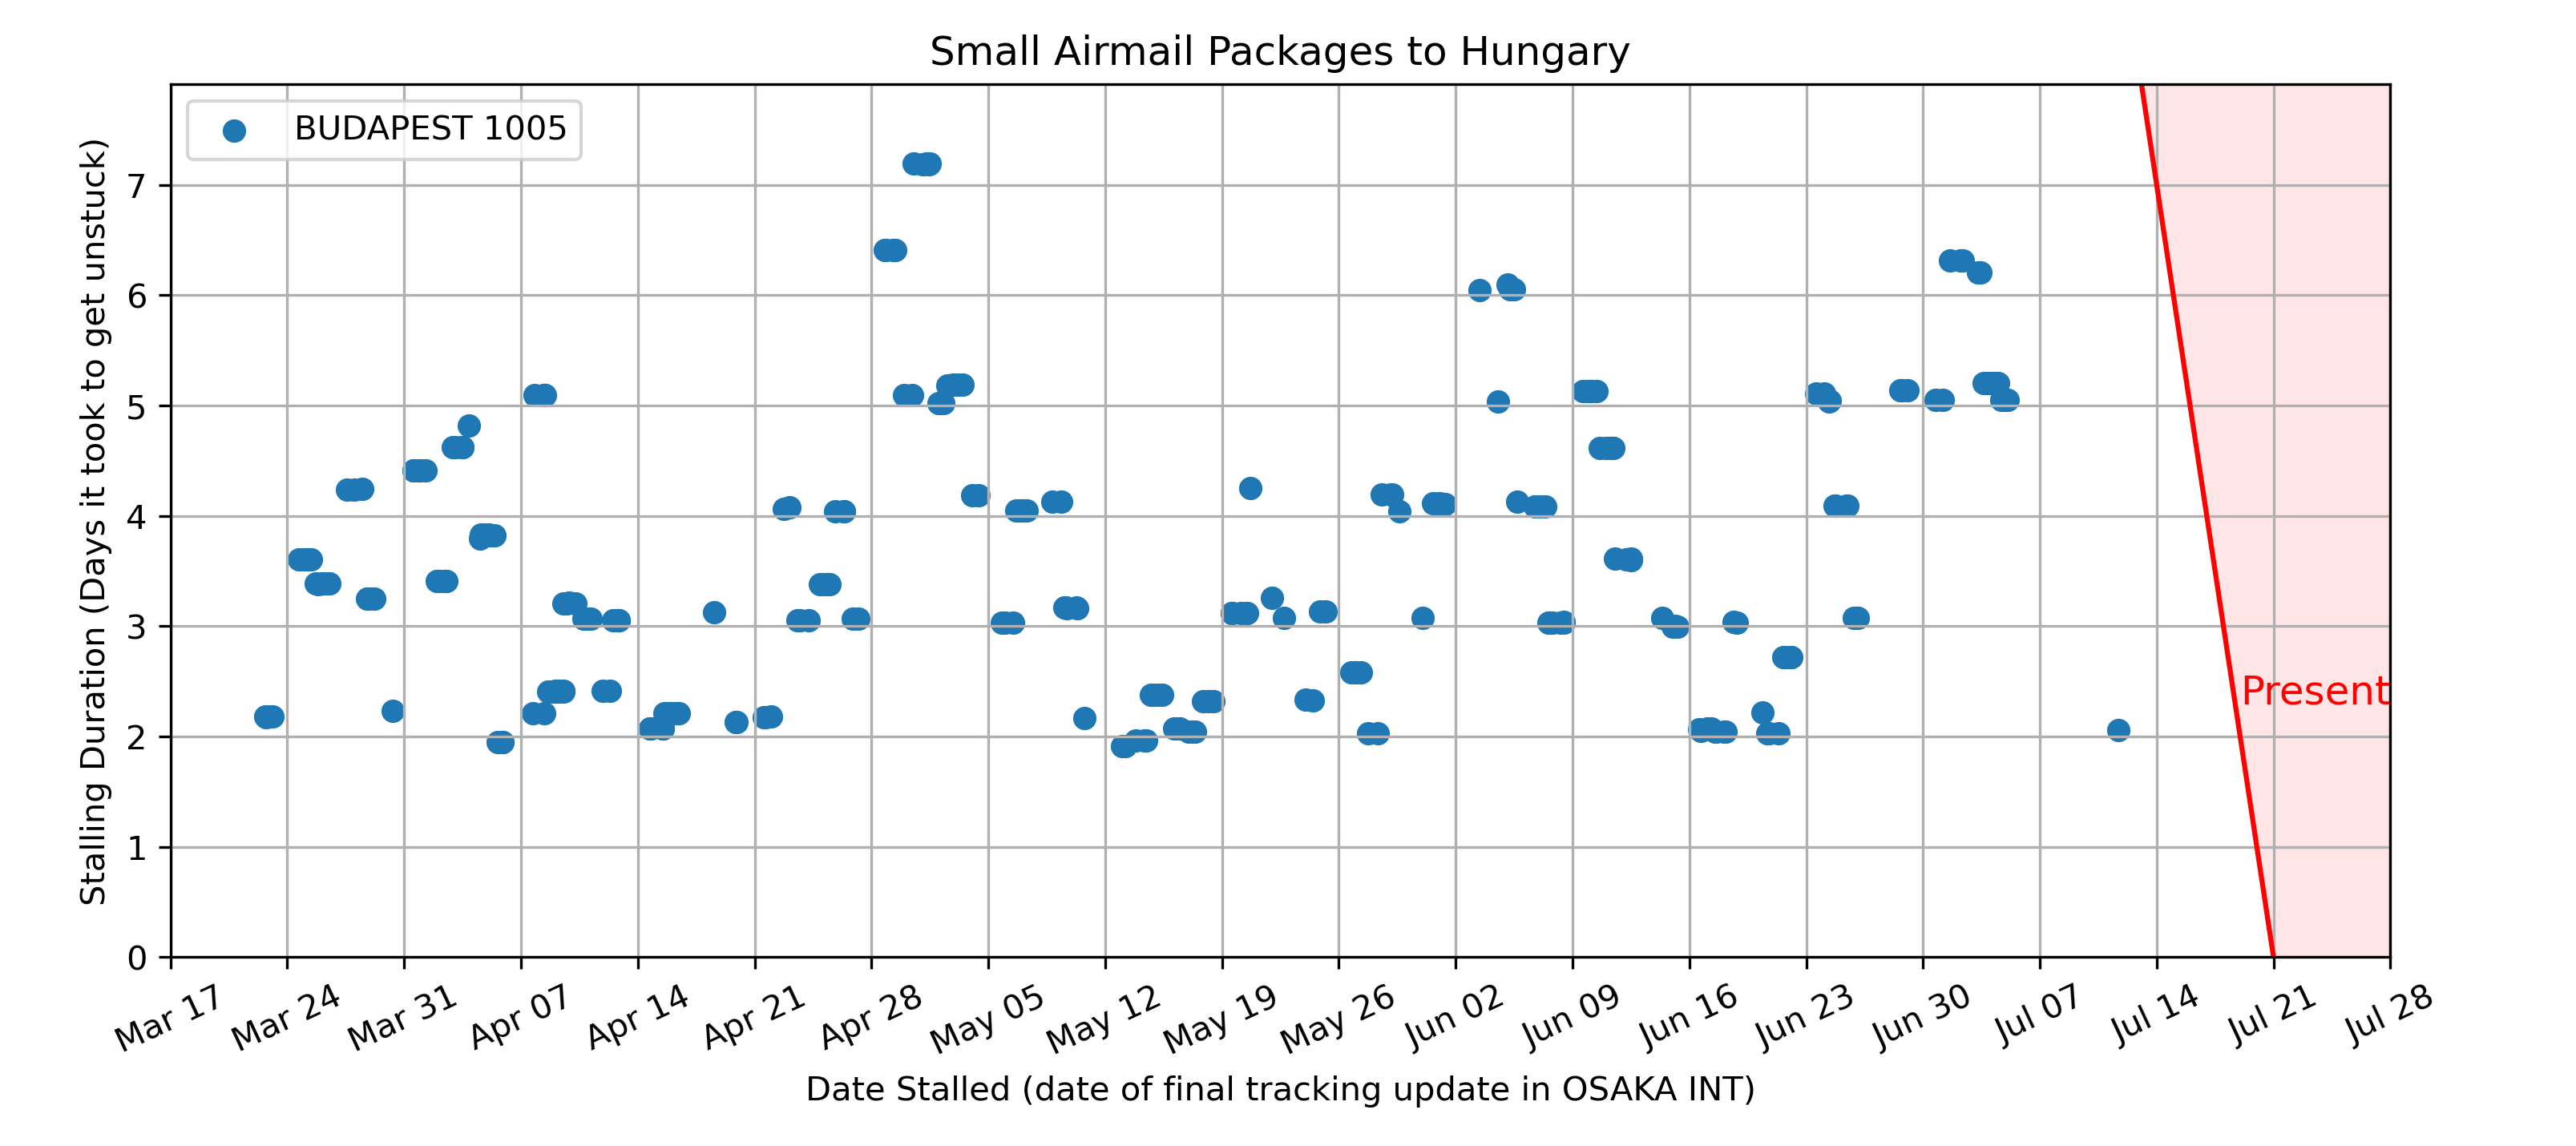 Small Airmail Packages to Hungary
BUDAPEST 1005
Stalling Duration (Days it took to get unstuck)
7
6
5
4
3
2
1
0
Present
Mar 17
Mar 24
Mar 31
Apr 07
Apr 14
Apr 21
Apr 28
May 05
May 12
May 19
May 26
Jun 02
Jun 09
Jun 16
Jun 23
Jun 30
Jul 07
Jul 14
Jul 21
Jul 28
Date Stalled (date of final tracking update in OSAKA INT)